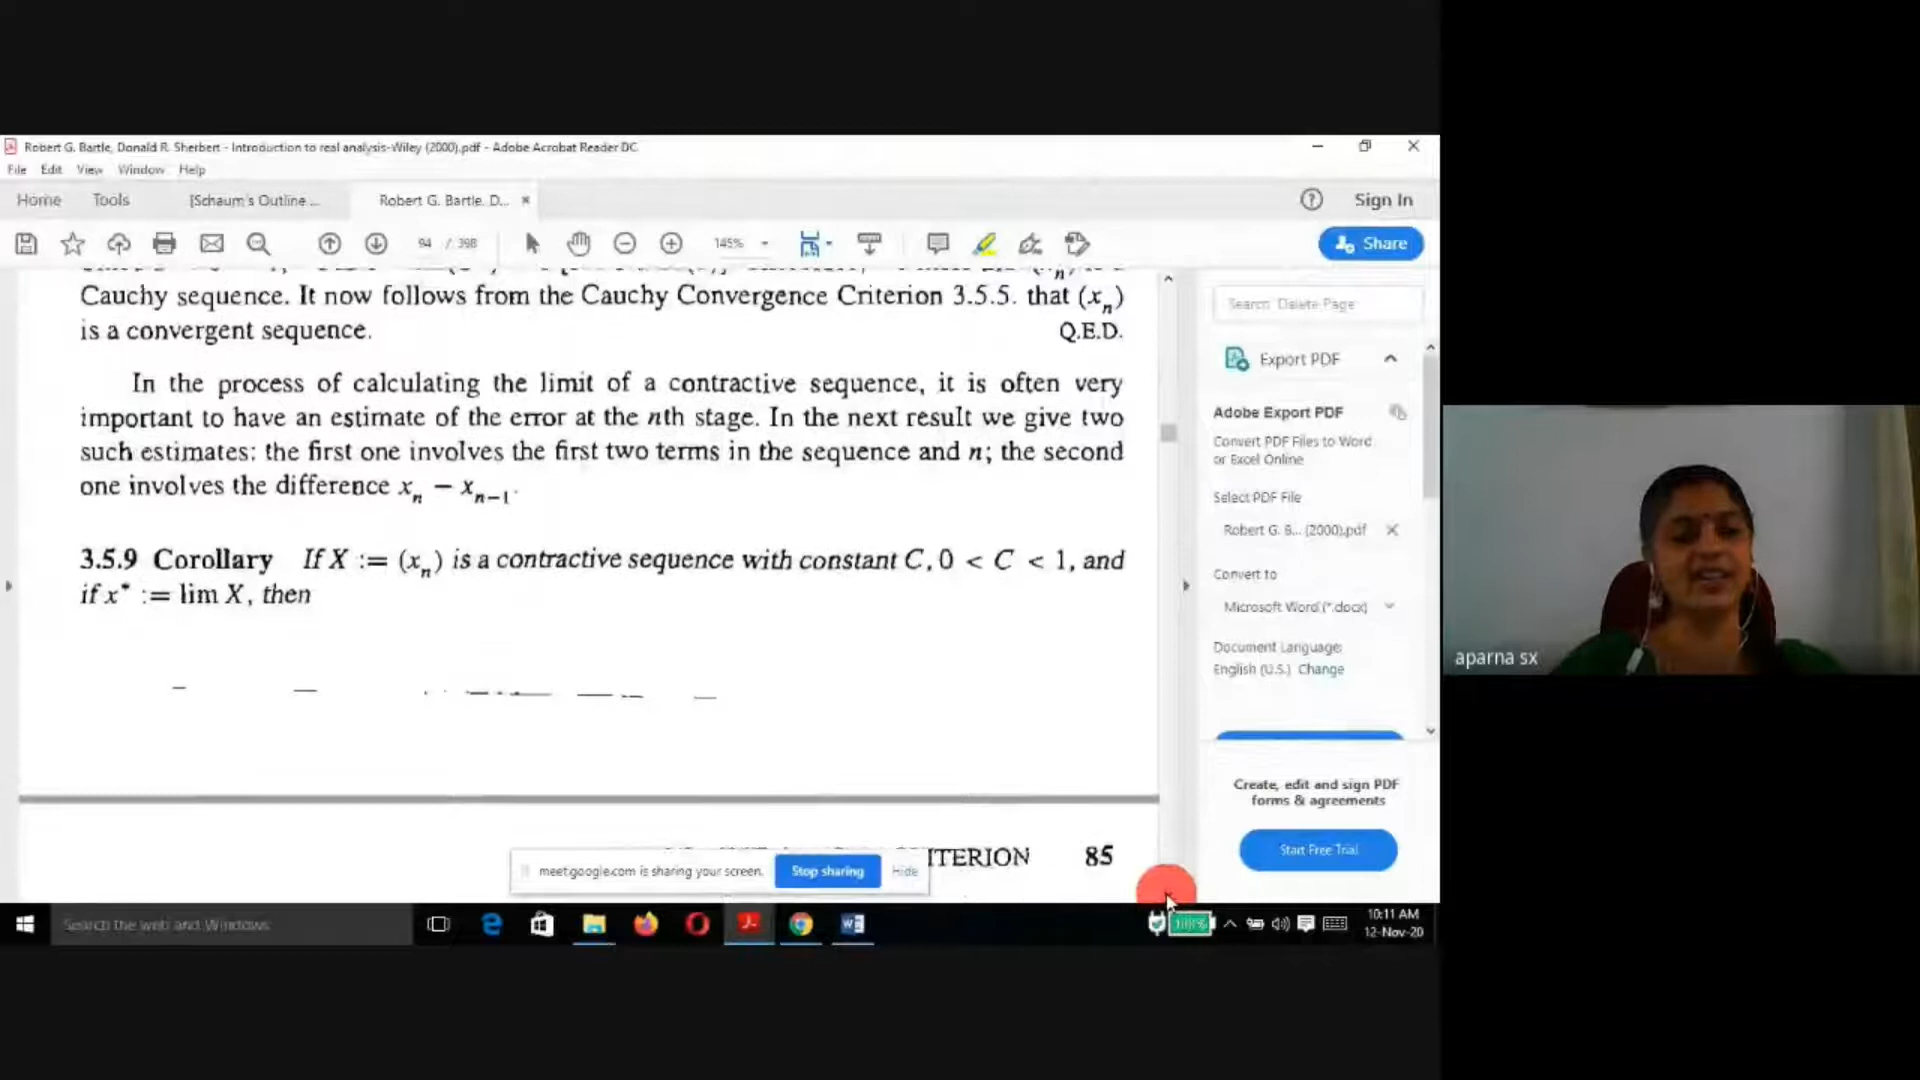 Robert G. Bartle, Donald R. Sherbert - Introduction to real analysis-Wiley (2000).pdf - Adobe Acrobat Reader DC
File Edit View Window Help
Home Tools [Schaum's Outline ... Robert G. Bartle, D... × Sign In
94 / 398 145% Share
Cauchy sequence. It now follows from the Cauchy Convergence Criterion 3.5.5. that (xₙ)
is a convergent sequence. Q.E.D.
In the process of calculating the limit of a contractive sequence, it is often very
important to have an estimate of the error at the nth stage. In the next result we give two
such estimates: the first one involves the first two terms in the sequence and n; the second
one involves the difference xₙ − xₙ₋₁.
3.5.9 Corollary If X := (xₙ) is a contractive sequence with constant C, 0 < C < 1, and
if x* := lim X, then
ITERION 85
Search 'Delete Page'
Export PDF
Adobe Export PDF
Convert PDF Files to Word
or Excel Online
Select PDF File
Robert G. B... (2000).pdf ×
Convert to
Microsoft Word (*.docx)
Document Language:
English (U.S.) Change
Create, edit and sign PDF
forms & agreements
Start Free Trial
meet.google.com is sharing your screen. Stop sharing Hide
Search the web and Windows
100%
10:11 AM
12-Nov-20
aparna sx